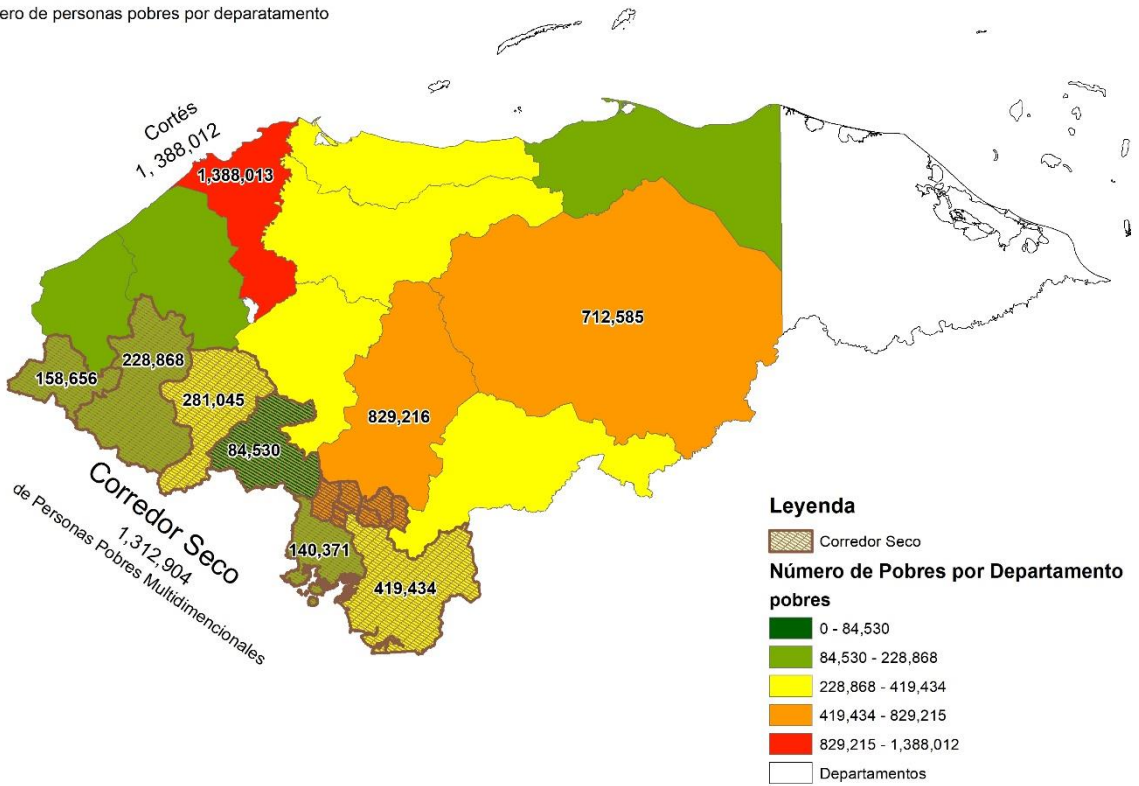 ero de personas pobres por deparatamento
Cortés
1, 388,012
1,388,013
712,585
228,868
158,656
281,045
829,216
84,530
Corredor Seco
1,312,904
de Personas Pobres Multidimencionales
140,371
419,434
Leyenda
Corredor Seco
Número de Pobres por Departamento
pobres
0 - 84,530
84,530 - 228,868
228,868 - 419,434
419,434 - 829,215
829,215 - 1,388,012
Departamentos